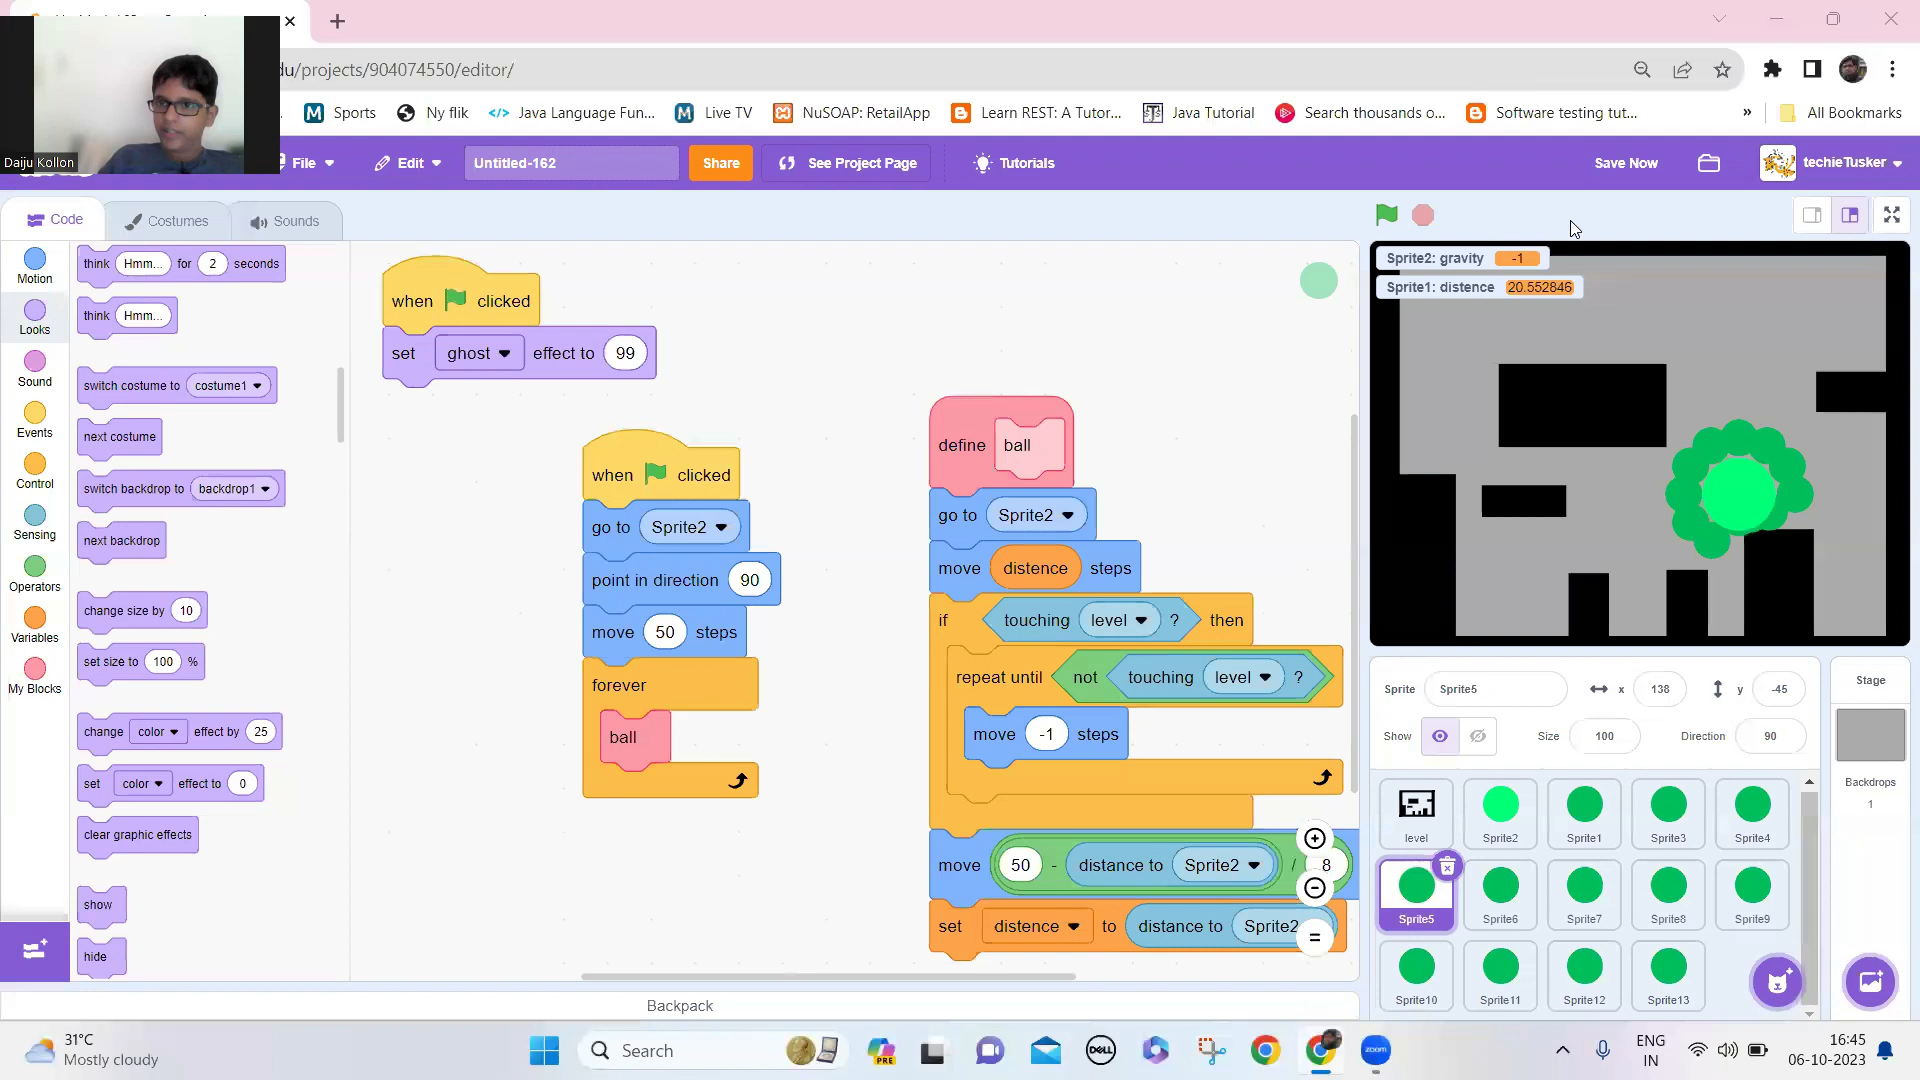 du/projects/904074550/editor/
Sports
Ny flik
Java Language Fun...
Live TV
NuSOAP: RetailApp
Learn REST: A Tutor...
Java Tutorial
Search thousands o...
Software testing tut...
»
All Bookmarks
Daiju Kollon
File
Edit
Untitled-162
Share
See Project Page
Tutorials
Save Now
techieTusker
Code
Costumes
Sounds
Motion
Looks
Sound
Events
Control
Sensing
Operators
Variables
My Blocks
think Hmm... for 2 seconds
think Hmm...
switch costume to costume1
next costume
switch backdrop to backdrop1
next backdrop
change size by 10
set size to 100 %
change color effect by 25
set color effect to 0
clear graphic effects
show
hide
when clicked
set ghost effect to 99
when clicked
go to Sprite2
point in direction 90
move 50 steps
forever
ball
define ball
go to Sprite2
move distence steps
if touching level ? then
repeat until not touching level ?
move -1 steps
move 50 - distance to Sprite2 / 8
set distence to distance to Sprite2
Backpack
Sprite2: gravity -1
Sprite1: distence 20.552846
Sprite Sprite5 x 138 y -45
Show Size 100 Direction 90
Stage
Backdrops
1
level
Sprite2
Sprite1
Sprite3
Sprite4
Sprite5
Sprite6
Sprite7
Sprite8
Sprite9
Sprite10
Sprite11
Sprite12
Sprite13
31°C
Mostly cloudy
Search
PRE
DELL
zoom
ENG
IN
16:45
06-10-2023